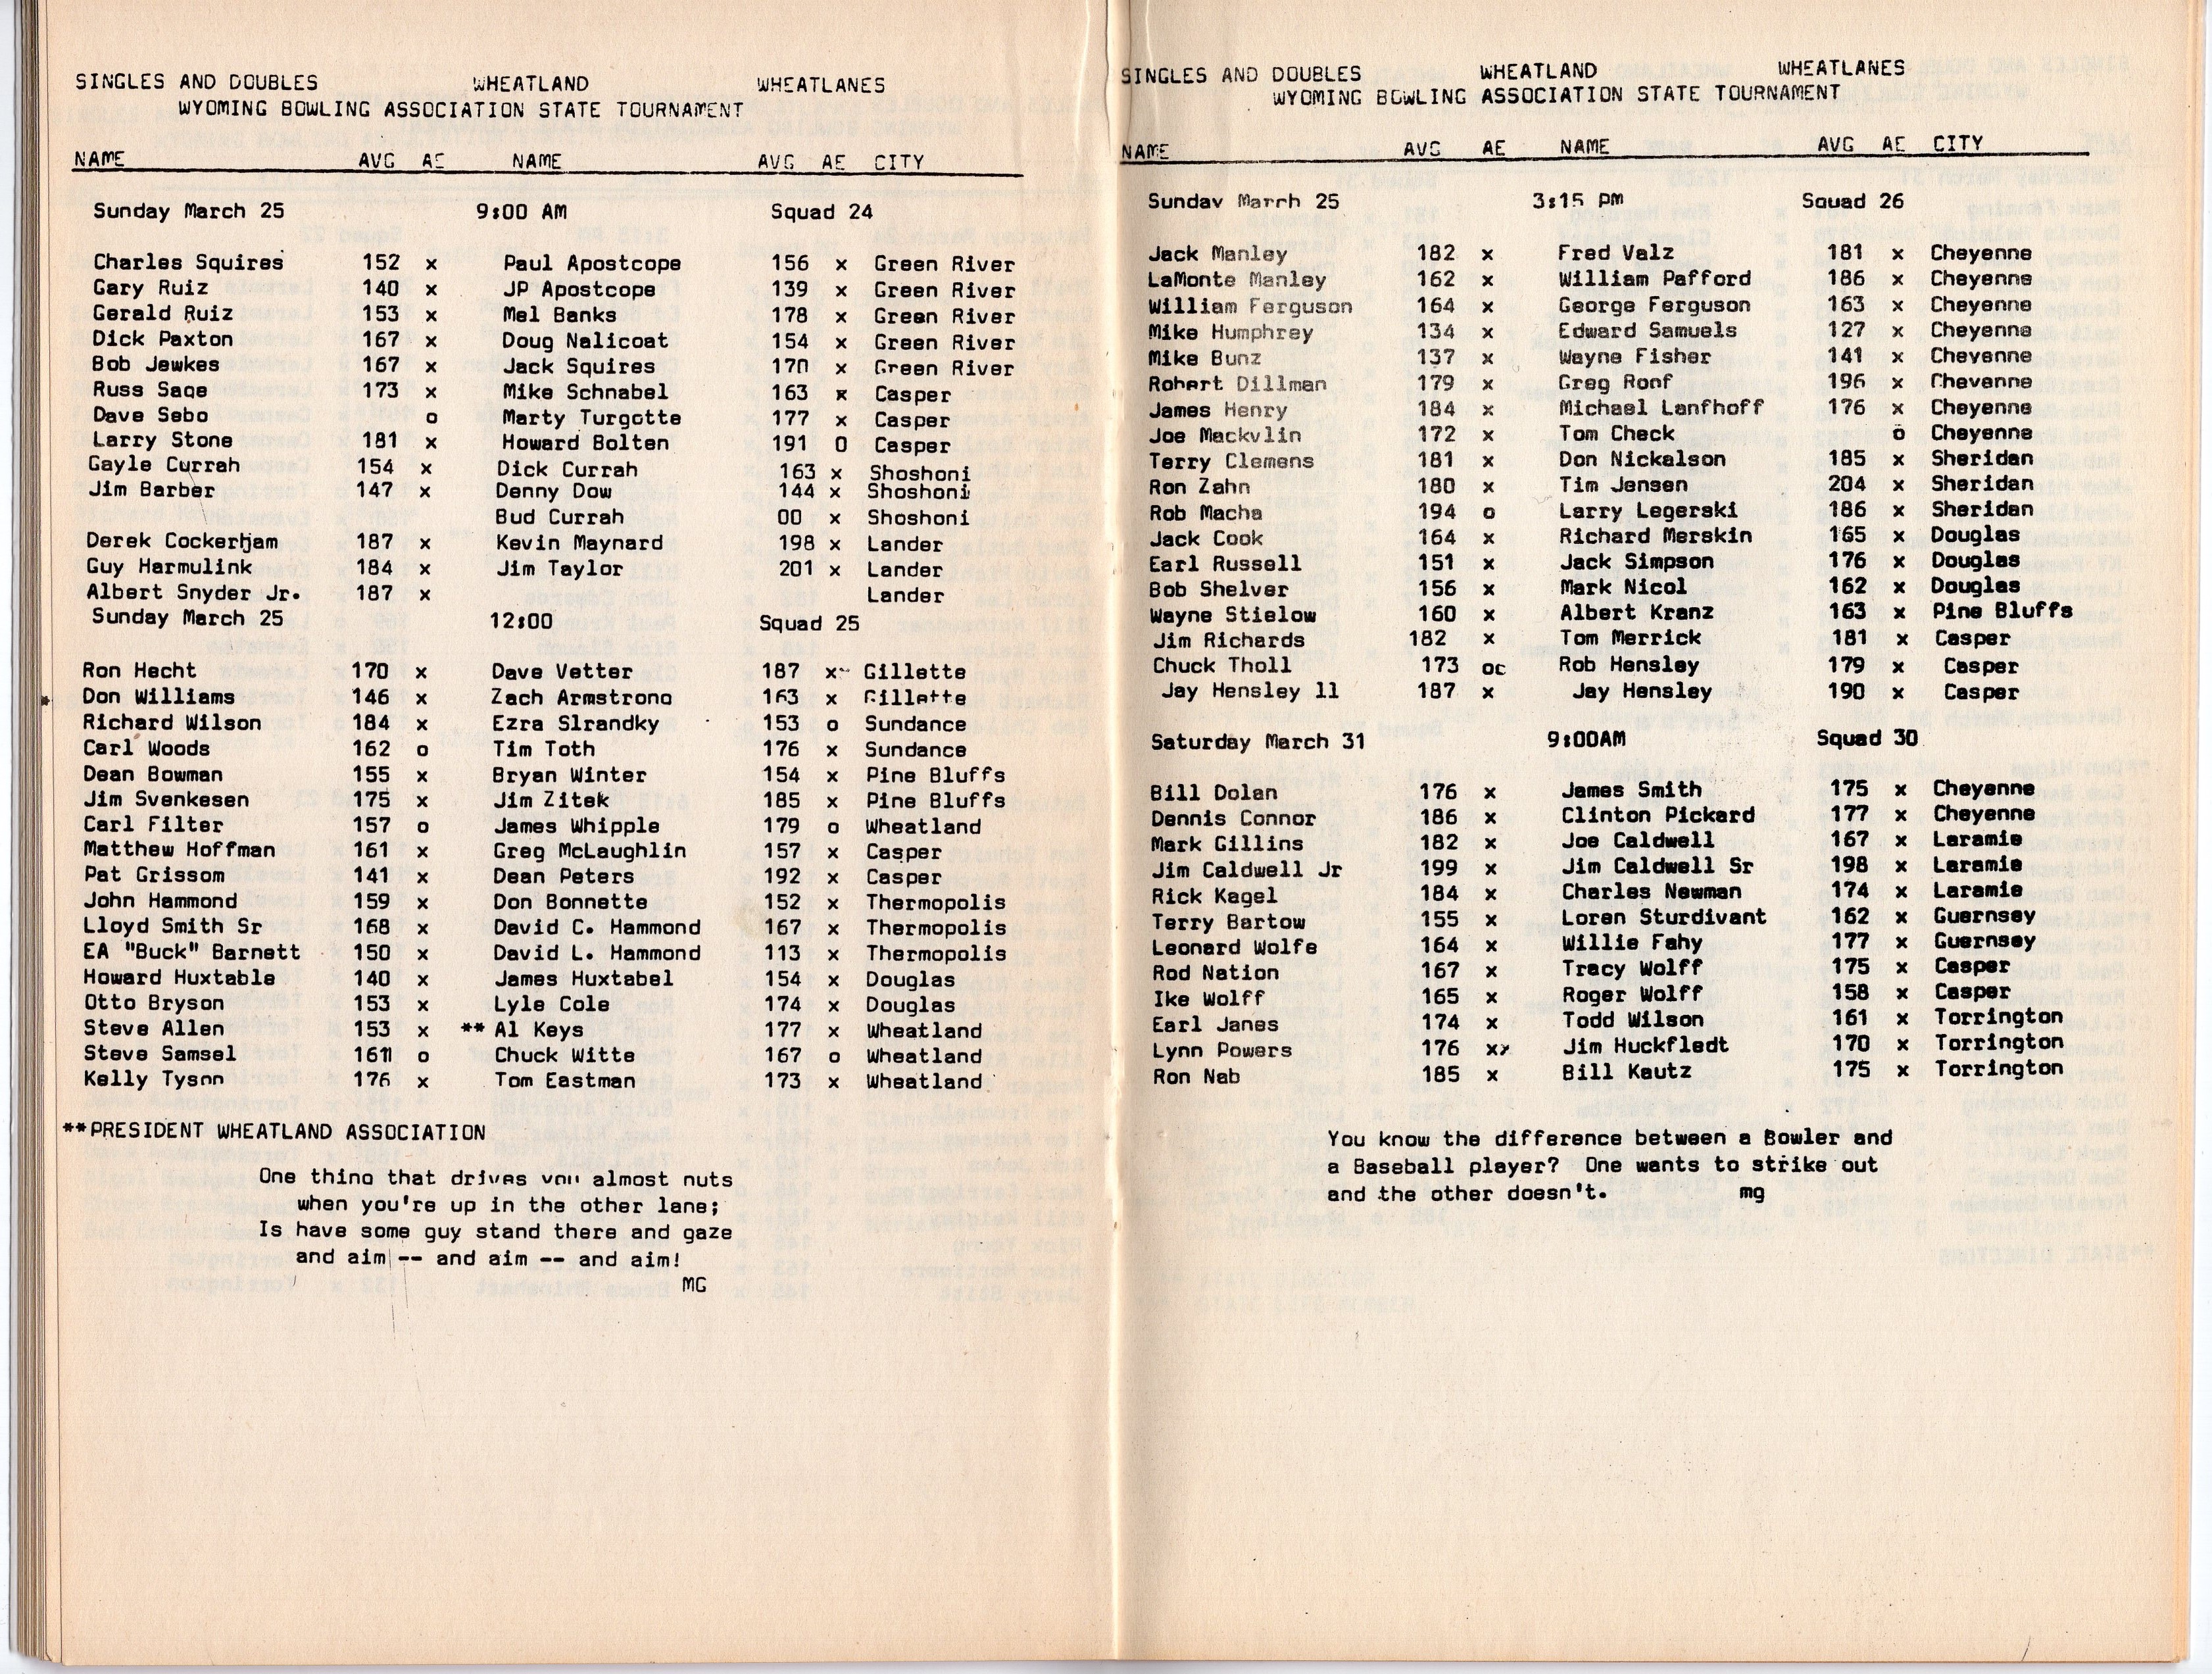 SINGLES AND DOUBLES WHEATLAND WHEATLANES
WYOMING BOWLING ASSOCIATION STATE TOURNAMENT
NAME AVG AE NAME AVG AE CITY
Sunday March 25 9:00 AM Squad 24
Charles Squires 152 x Paul Apostcope 156 x Green River
Gary Ruiz 140 x JP Apostcope 139 x Green River
Gerald Ruiz 153 x Mel Banks 178 x Green River
Dick Paxton 167 x Doug Nalicoat 154 x Green River
Bob Jewkes 167 x Jack Squires 170 x Green River
Russ Sage 173 x Mike Schnabel 163 x Casper
Dave Sebo o Marty Turgotte 177 x Casper
Larry Stone 181 x Howard Bolten 191 O Casper
Gayle Currah 154 x Dick Currah 163 x Shoshoni
Jim Barber 147 x Denny Dow 144 x Shoshoni
Bud Currah 00 x Shoshoni
Derek Cockerham 187 x Kevin Maynard 198 x Lander
Guy Harmulink 184 x Jim Taylor 201 x Lander
Albert Snyder Jr. 187 x Lander
Sunday March 25 12:00 Squad 25
Ron Hecht 170 x Dave Vetter 187 x Gillette
* Don Williams 146 x Zach Armstrong 163 x Gillette
Richard Wilson 184 x Ezra Slrandky 153 o Sundance
Carl Woods 162 o Tim Toth 176 x Sundance
Dean Bowman 155 x Bryan Winter 154 x Pine Bluffs
Jim Svenkesen 175 x Jim Zitek 185 x Pine Bluffs
Carl Filter 157 o James Whipple 179 o Wheatland
Matthew Hoffman 161 x Greg McLaughlin 157 x Casper
Pat Grissom 141 x Dean Peters 192 x Casper
John Hammond 159 x Don Bonnette 152 x Thermopolis
Lloyd Smith Sr 168 x David C. Hammond 167 x Thermopolis
EA "Buck" Barnett 150 x David L. Hammond 113 x Thermopolis
Howard Huxtable 140 x James Huxtabel 154 x Douglas
Otto Bryson 153 x Lyle Cole 174 x Douglas
Steve Allen 153 x ** Al Keys 177 x Wheatland
Steve Samsel 161 o Chuck Witte 167 o Wheatland
Kelly Tyson 176 x Tom Eastman 173 x Wheatland
**PRESIDENT WHEATLAND ASSOCIATION
One thing that drives you almost nuts
when you're up in the other lane;
Is have some guy stand there and gaze
and aim -- and aim -- and aim!
MG
SINGLES AND DOUBLES WHEATLAND WHEATLANES
WYOMING BOWLING ASSOCIATION STATE TOURNAMENT
NAME AVG AE NAME AVG AE CITY
Sunday March 25 3:15 PM Squad 26
Jack Manley 182 x Fred Valz 181 x Cheyenne
LaMonte Manley 162 x William Pafford 186 x Cheyenne
William Ferguson 164 x George Ferguson 163 x Cheyenne
Mike Humphrey 134 x Edward Samuels 127 x Cheyenne
Mike Bunz 137 x Wayne Fisher 141 x Cheyenne
Robert Dillman 179 x Greg Roof 196 x Cheyenne
James Henry 184 x Michael Lanfhoff 176 x Cheyenne
Joe Mackvlin 172 x Tom Check o Cheyenne
Terry Clemens 181 x Don Nickalson 185 x Sheridan
Ron Zahn 180 x Tim Jensen 204 x Sheridan
Rob Macha 194 o Larry Legerski 186 x Sheridan
Jack Cook 164 x Richard Merskin 165 x Douglas
Earl Russell 151 x Jack Simpson 176 x Douglas
Bob Shelver 156 x Mark Nicol 162 x Douglas
Wayne Stielow 160 x Albert Kranz 163 x Pine Bluffs
Jim Richards 182 x Tom Merrick 181 x Casper
Chuck Tholl 173 oc Rob Hensley 179 x Casper
Jay Hensley ll 187 x Jay Hensley 190 x Casper
Saturday March 31 9:00AM Squad 30
Bill Dolan 176 x James Smith 175 x Cheyenne
Dennis Connor 186 x Clinton Pickard 177 x Cheyenne
Mark Gillins 182 x Joe Caldwell 167 x Laramie
Jim Caldwell Jr 199 x Jim Caldwell Sr 198 x Laramie
Rick Kagel 184 x Charles Newman 174 x Laramie
Terry Bartow 155 x Loren Sturdivant 162 x Guernsey
Leonard Wolfe 164 x Willie Fahy 177 x Guernsey
Rod Nation 167 x Tracy Wolff 175 x Casper
Ike Wolff 165 x Roger Wolff 158 x Casper
Earl Janes 174 x Todd Wilson 161 x Torrington
Lynn Powers 176 xx Jim Huckfledt 170 x Torrington
Ron Nab 185 x Bill Kautz 175 x Torrington
You know the difference between a Bowler and
a Baseball player? One wants to strike out
and the other doesn't. mg